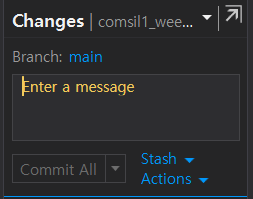 Changes | comsil1_wee...
Branch: main
Enter a message
Commit All Stash
Actions